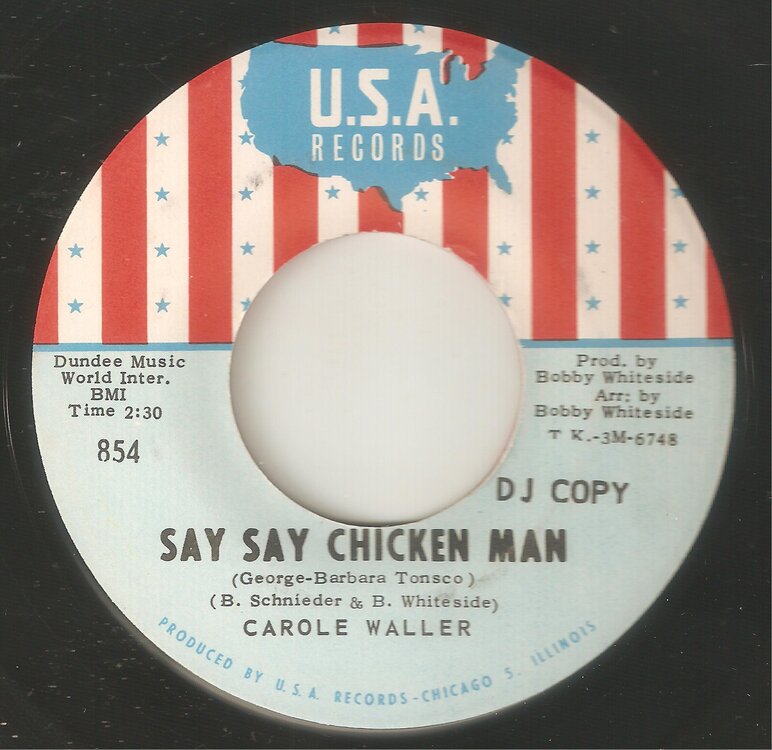 U.S.A.
RECORDS
Dundee Music
World Inter.
BMI
Time 2:30
854
Prod. by
Bobby Whiteside
Arr: by
Bobby Whiteside
T K.-3M-6748
DJ COPY
SAY SAY CHICKEN MAN
(George-Barbara Tonsco)
(B. Schnieder & B. Whiteside)
CAROLE WALLER
PRODUCED BY U.S.A. RECORDS-CHICAGO 5, ILLINOIS